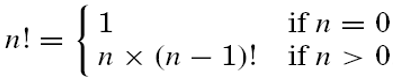 n! = { 1 if n = 0
n × (n − 1)! if n > 0